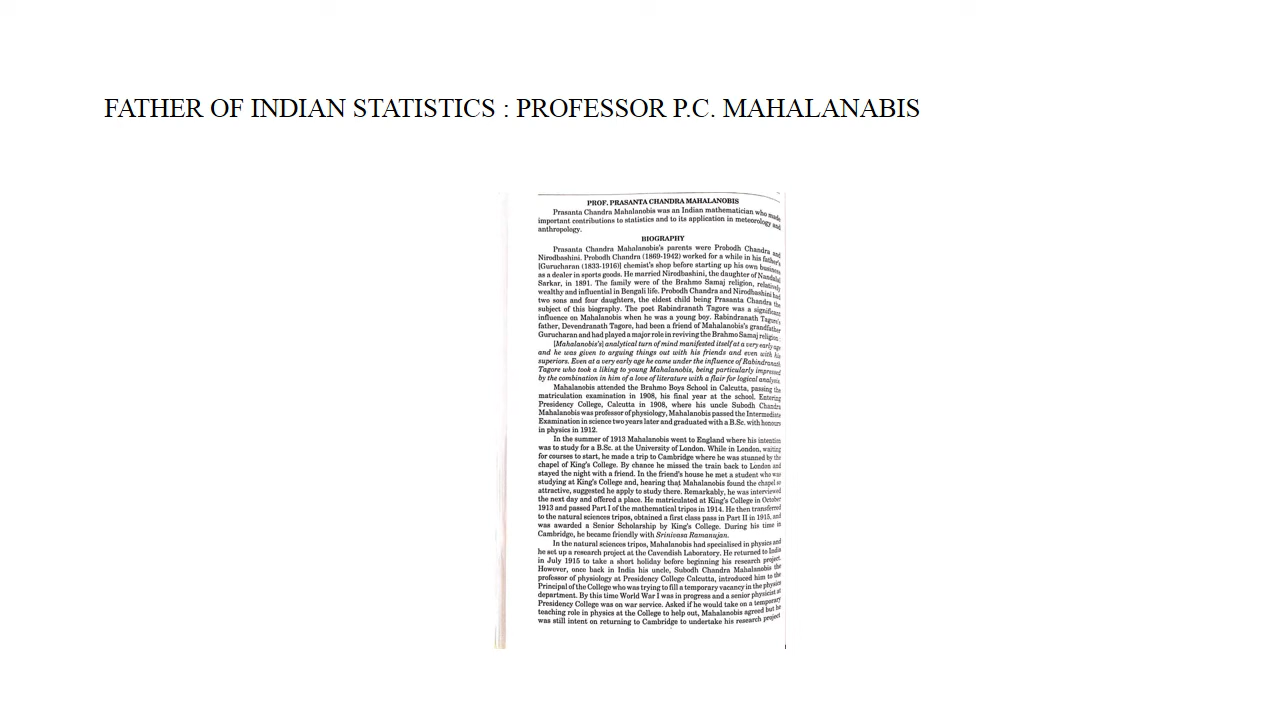 FATHER OF INDIAN STATISTICS : PROFESSOR P.C. MAHALANABIS
PROF. PRASANTA CHANDRA MAHALANOBIS
Prasanta Chandra Mahalanobis was an Indian mathematician who made
important contributions to statistics and to its application in meteorology and
anthropology.
BIOGRAPHY
Prasanta Chandra Mahalanobis's parents were Probodh Chandra and
Nirodbashini. Probodh Chandra (1869-1942) worked for a while in his father's
[Gurucharan (1833-1916)] chemist's shop before starting up his own business
as a dealer in sports goods. He married Nirodbashini, the daughter of Nandalal
Sarkar, in 1891. The family were of the Brahmo Samaj religion, relatively
wealthy and influential in Bengali life. Probodh Chandra and Nirodbashini had
two sons and four daughters, the eldest child being Prasanta Chandra the
subject of this biography. The poet Rabindranath Tagore was a significant
influence on Mahalanobis when he was a young boy. Rabindranath Tagore's
father, Devendranath Tagore, had been a friend of Mahalanobis's grandfather
Gurucharan and had played a major role in reviving the Brahmo Samaj religion.
[Mahalanobis's] analytical turn of mind manifested itself at a very early age
and he was given to arguing things out with his friends and even with his
superiors. Even at a very early age he came under the influence of Rabindranath
Tagore who took a liking to young Mahalanobis, being particularly impressed
by the combination in him of a love of literature with a flair for logical analysis.
Mahalanobis attended the Brahmo Boys School in Calcutta, passing the
matriculation examination in 1908, his final year at the school. Entering
Presidency College, Calcutta in 1908, where his uncle Subodh Chandra
Mahalanobis was professor of physiology, Mahalanobis passed the Intermediate
Examination in science two years later and graduated with a B.Sc. with honours
in physics in 1912.
In the summer of 1913 Mahalanobis went to England where his intention
was to study for a B.Sc. at the University of London. While in London, waiting
for courses to start, he made a trip to Cambridge where he was stunned by the
chapel of King's College. By chance he missed the train back to London and
stayed the night with a friend. In the friend's house he met a student who was
studying at King's College and, hearing that Mahalanobis found the chapel so
attractive, suggested he apply to study there. Remarkably, he was interviewed
the next day and offered a place. He matriculated at King's College in October
1913 and passed Part I of the mathematical tripos in 1914. He then transferred
to the natural sciences tripos, obtained a first class pass in Part II in 1915, and
was awarded a Senior Scholarship by King's College. During his time in
Cambridge, he became friendly with Srinivasa Ramanujan.
In the natural sciences tripos, Mahalanobis had specialised in physics and
he set up a research project at the Cavendish Laboratory. He returned to India
in July 1915 to take a short holiday before beginning his research project.
However, once back in India his uncle, Subodh Chandra Mahalanobis the
professor of physiology at Presidency College Calcutta, introduced him to the
Principal of the College who was trying to fill a temporary vacancy in the physics
department. By this time World War I was in progress and a senior physicist at
Presidency College was on war service. Asked if he would take on a temporary
teaching role in physics at the College to help out, Mahalanobis agreed but he
was still intent on returning to Cambridge to undertake his research project